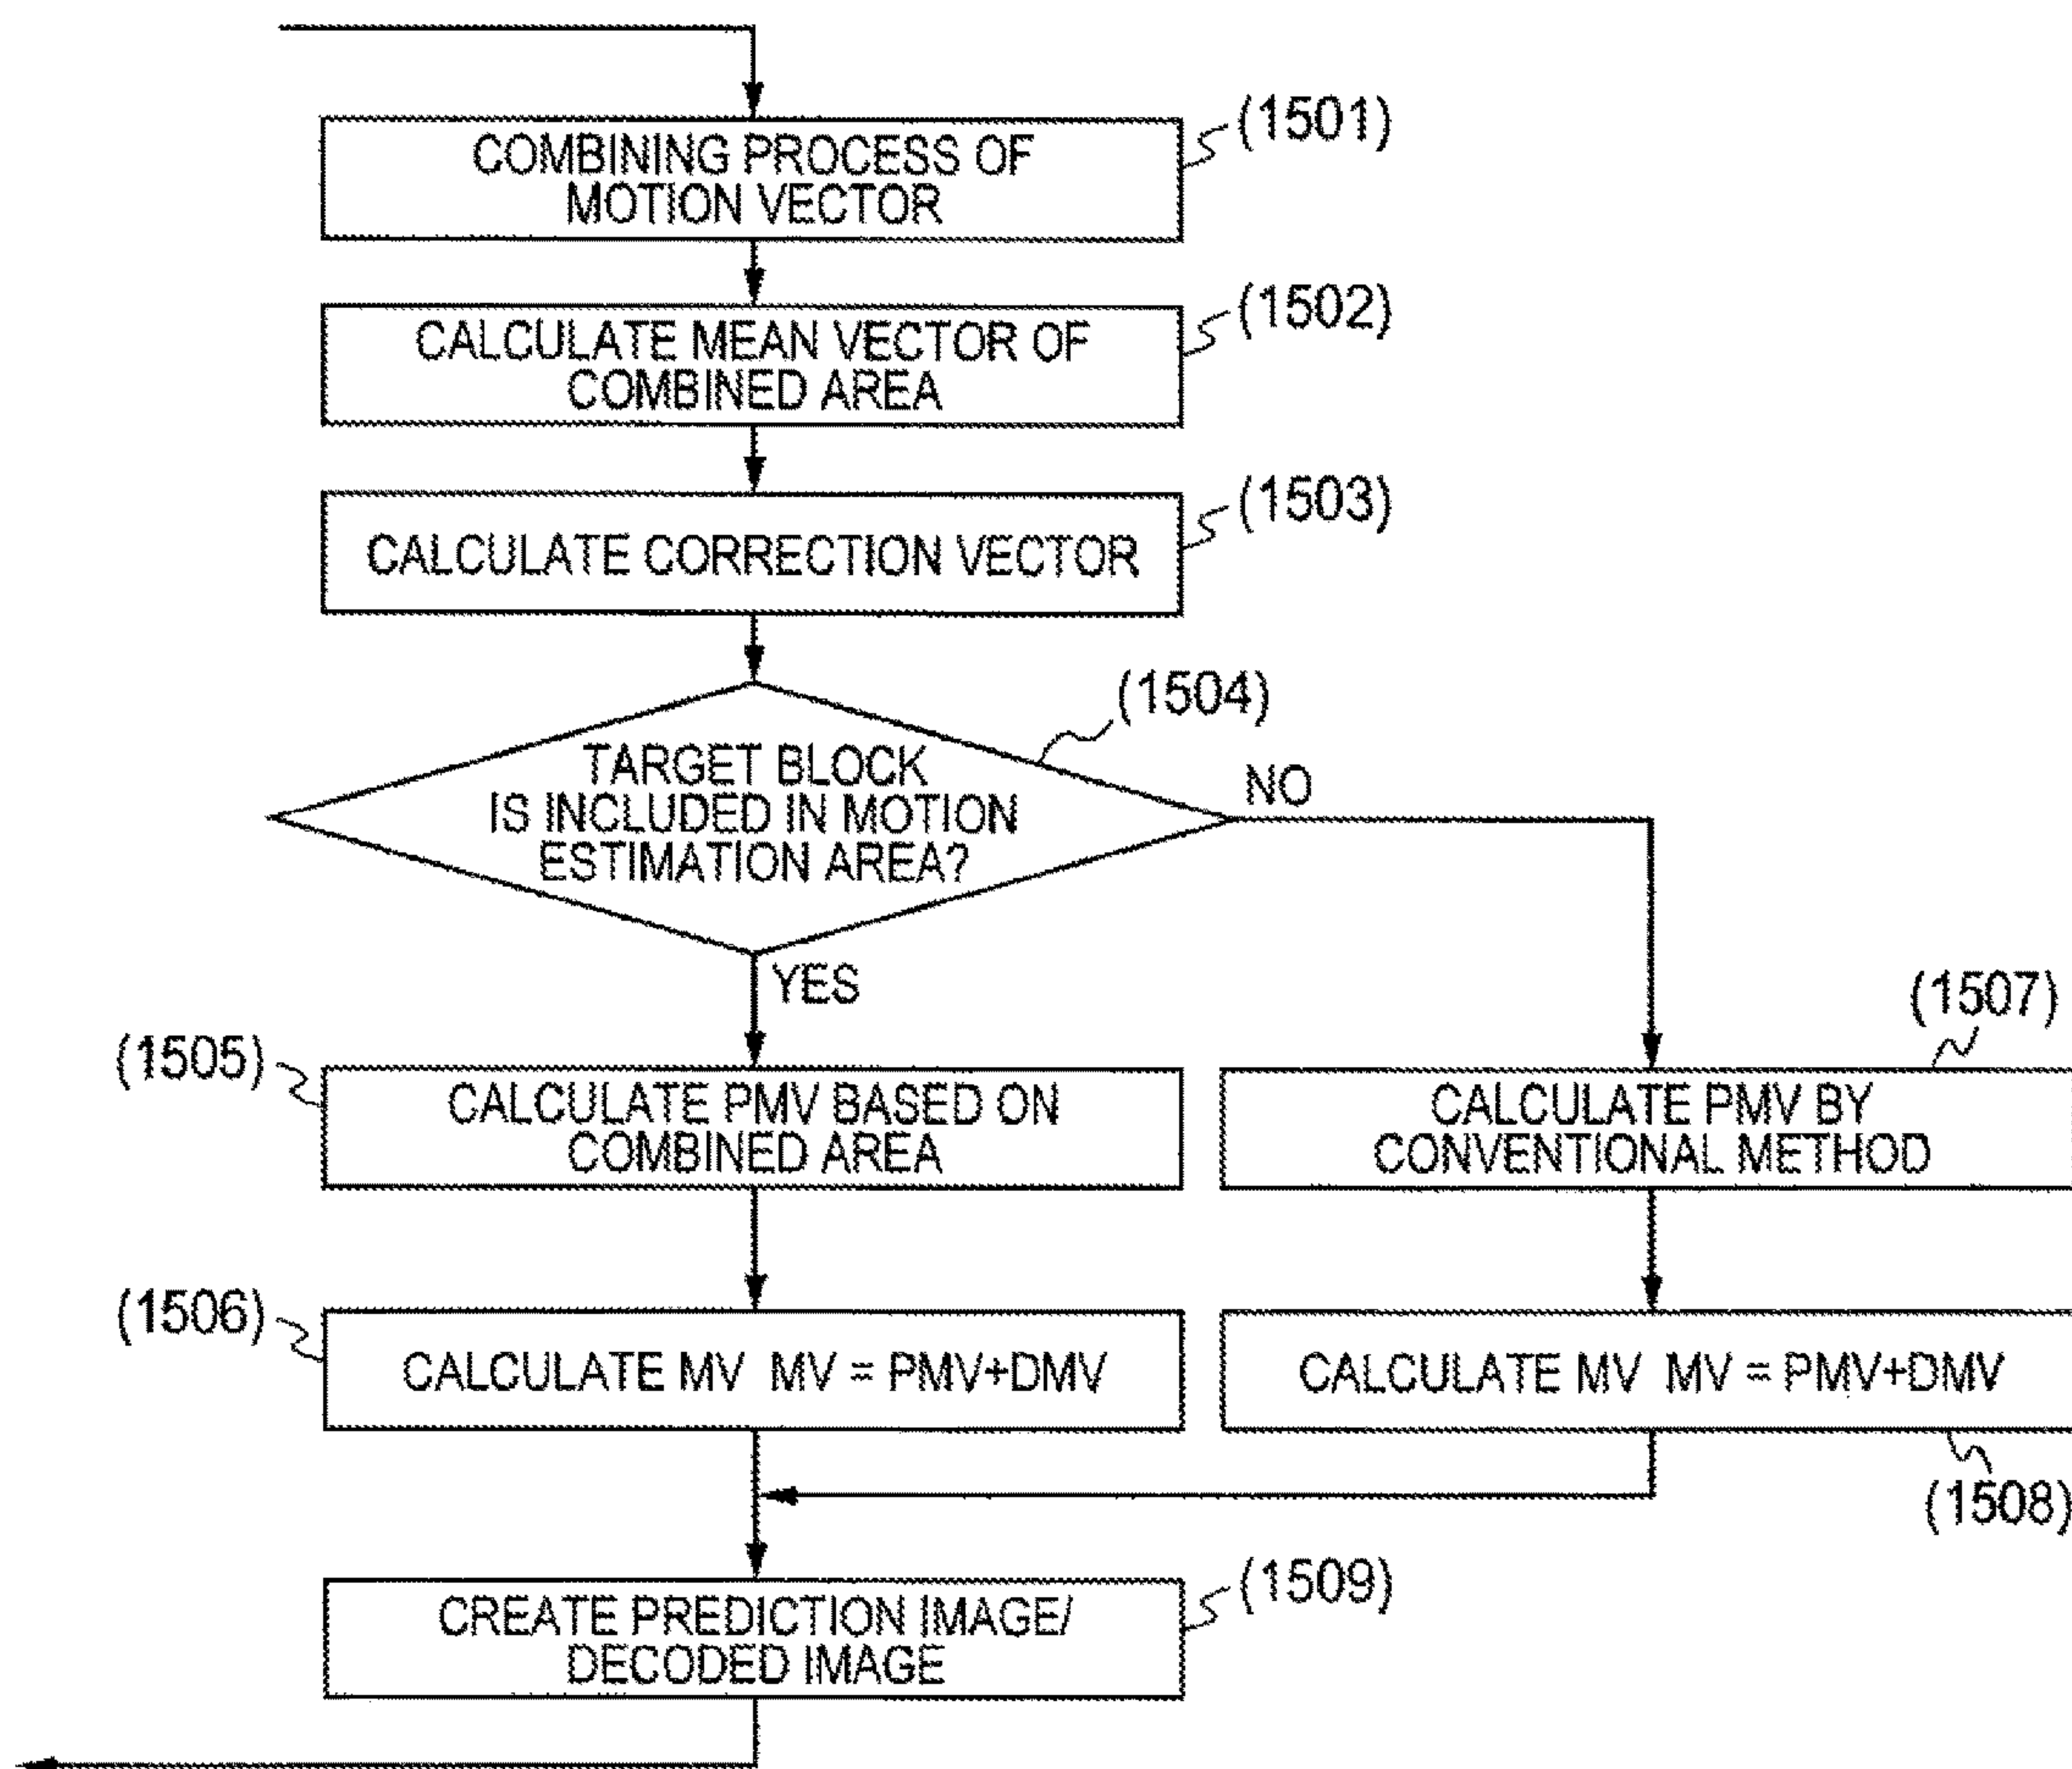 (1501)
COMBINING PROCESS OF
MOTION VECTOR
(1502)
CALCULATE MEAN VECTOR OF
COMBINED AREA
(1503)
CALCULATE CORRECTION VECTOR
(1504)
TARGET BLOCK
IS INCLUDED IN MOTION
ESTIMATION AREA?
NO
YES
(1505)
CALCULATE PMV BASED ON
COMBINED AREA
(1507)
CALCULATE PMV BY
CONVENTIONAL METHOD
(1506)
CALCULATE MV MV = PMV+DMV
CALCULATE MV MV = PMV+DMV
(1508)
(1509)
CREATE PREDICTION IMAGE/
DECODED IMAGE